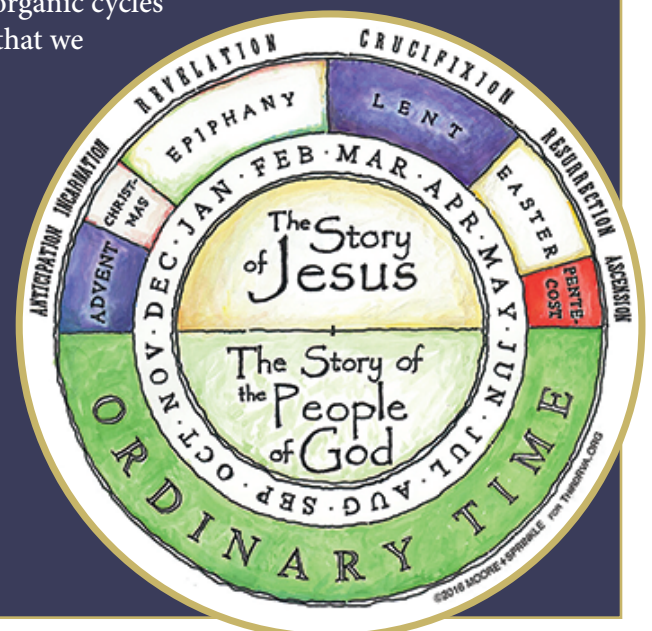 organic cycles
that we
ANTICIPATION INCARNATION REVELATION CRUCIFIXION RESURRECTION ASCENSION
ADVENT
CHRIST-
MAS
EPIPHANY
LENT
EASTER
PENTE-
COST
ORDINARY TIME
DEC · JAN · FEB · MAR · APR · MAY · JUN · JUL · AUG · SEP · OCT · NOV ·
The Story
of Jesus
The Story of
the People
of God
©2016 MOORE+SPRINKLE FOR THIRDRVA.ORG